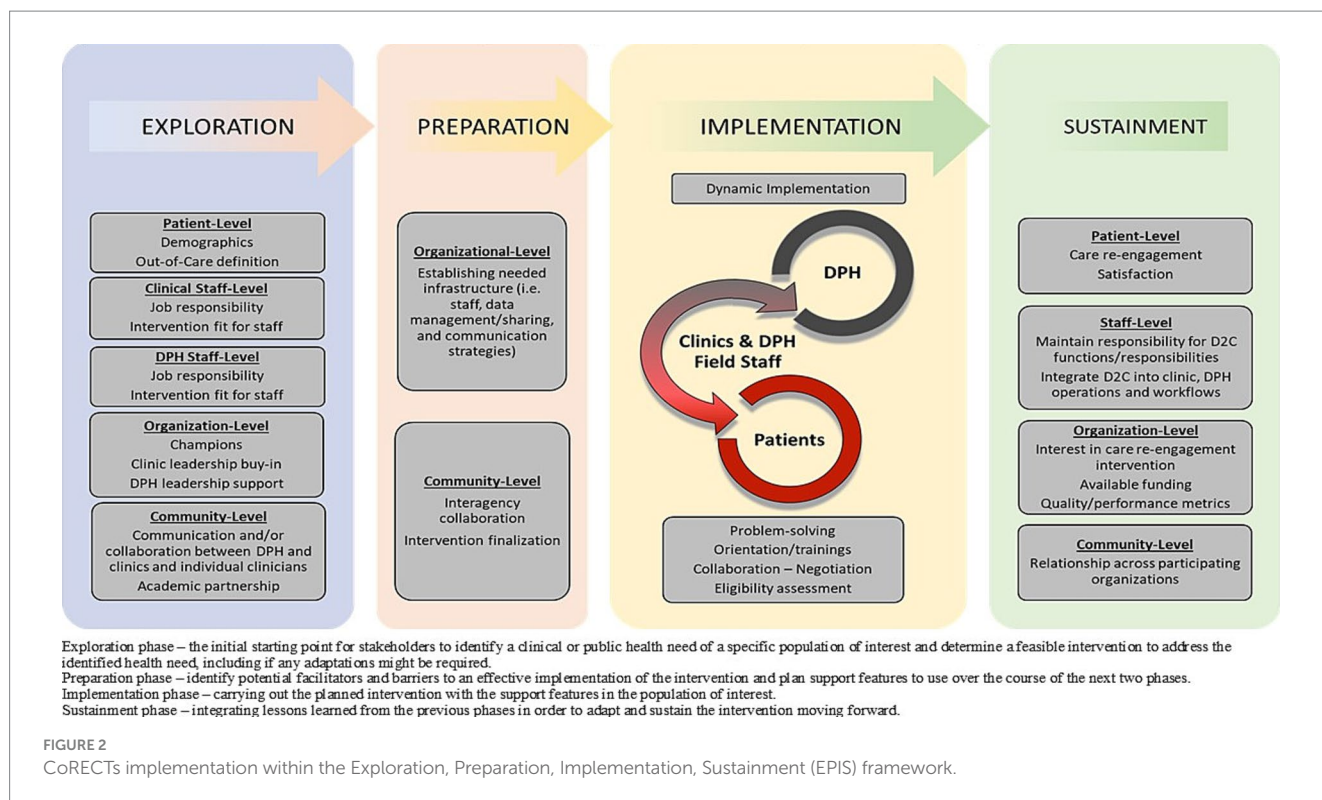 EXPLORATION
Patient-Level
Demographics
Out-of-Care definition
Clinical Staff-Level
Job responsibility
Intervention fit for staff
DPH Staff-Level
Job responsibility
Intervention fit for staff
Organization-Level
Champions
Clinic leadership buy-in
DPH leadership support
Community-Level
Communication and/or
collaboration between DPH and
clinics and individual clinicians
Academic partnership
PREPARATION
Organizational-Level
Establishing needed
infrastructure (i.e.
staff, data
management/sharing,
and communication
strategies)
Community-Level
Interagency
collaboration
Intervention finalization
IMPLEMENTATION
Dynamic Implementation
DPH
Clinics & DPH
Field Staff
Patients
Problem-solving
Orientation/trainings
Collaboration – Negotiation
Eligibility assessment
SUSTAINMENT
Patient-Level
Care re-engagement
Satisfaction
Staff-Level
Maintain responsibility for D2C
functions/responsibilities
Integrate D2C into clinic, DPH
operations and workflows
Organization-Level
Interest in care re-engagement
intervention
Available funding
Quality/performance metrics
Community-Level
Relationship across participating
organizations
Exploration phase – the initial starting point for stakeholders to identify a clinical or public health need of a specific population of interest and determine a feasible intervention to address the
identified health need, including if any adaptations might be required.
Preparation phase – identify potential facilitators and barriers to an effective implementation of the intervention and plan support features to use over the course of the next two phases.
Implementation phase – carrying out the planned intervention with the support features in the population of interest.
Sustainment phase – integrating lessons learned from the previous phases in order to adapt and sustain the intervention moving forward.
FIGURE 2
CoRECTs implementation within the Exploration, Preparation, Implementation, Sustainment (EPIS) framework.